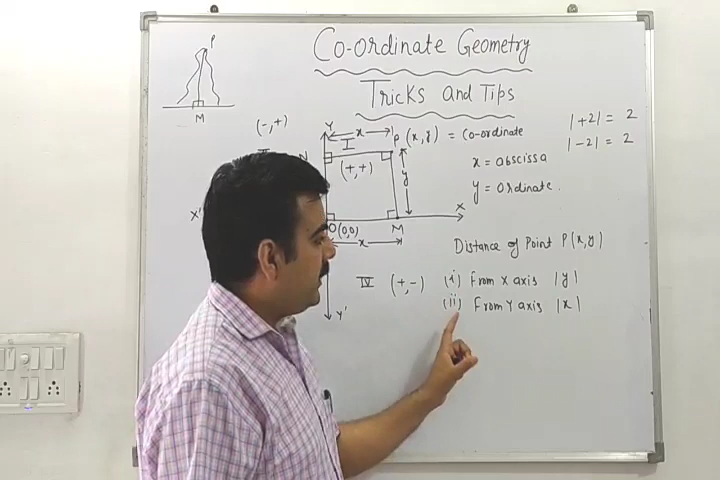 Co-ordinate Geometry
Tricks and Tips
P
M
(-,+)
Y
x
I
P (x, y) = co-ordinate
|+2| = 2
|-2| = 2
(+,+)
y
x = abscissa
y = ordinate.
X'
O (0,0)
M
X
x
Distance of Point P(x,y)
IV (+,-)
(i) From X axis |y|
(ii) From Y axis |x|
Y'